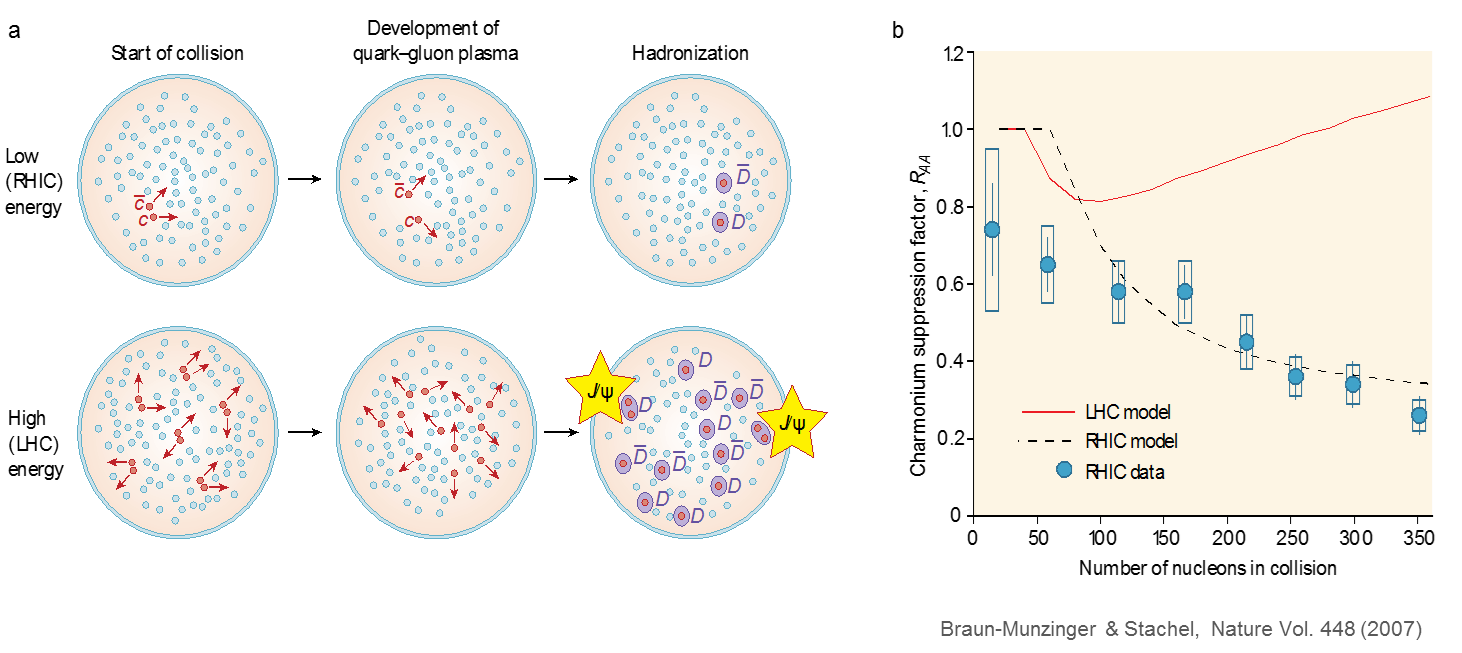 a
Start of collision
Development of
quark–gluon plasma
Hadronization
Low
(RHIC)
energy
c̅
c
c̅
c
D̅
D
High
(LHC)
energy
J/ψ
D
D
D̅
D̅
J/ψ
D
D̅
D̅
D̅
D
D
D
b
1.2
1.0
0.8
0.6
0.4
0.2
0
Charmonium suppression factor, R_AA
LHC model
RHIC model
RHIC data
0 50 100 150 200 250 300 350
Number of nucleons in collision
Braun-Munzinger & Stachel, Nature Vol. 448 (2007)